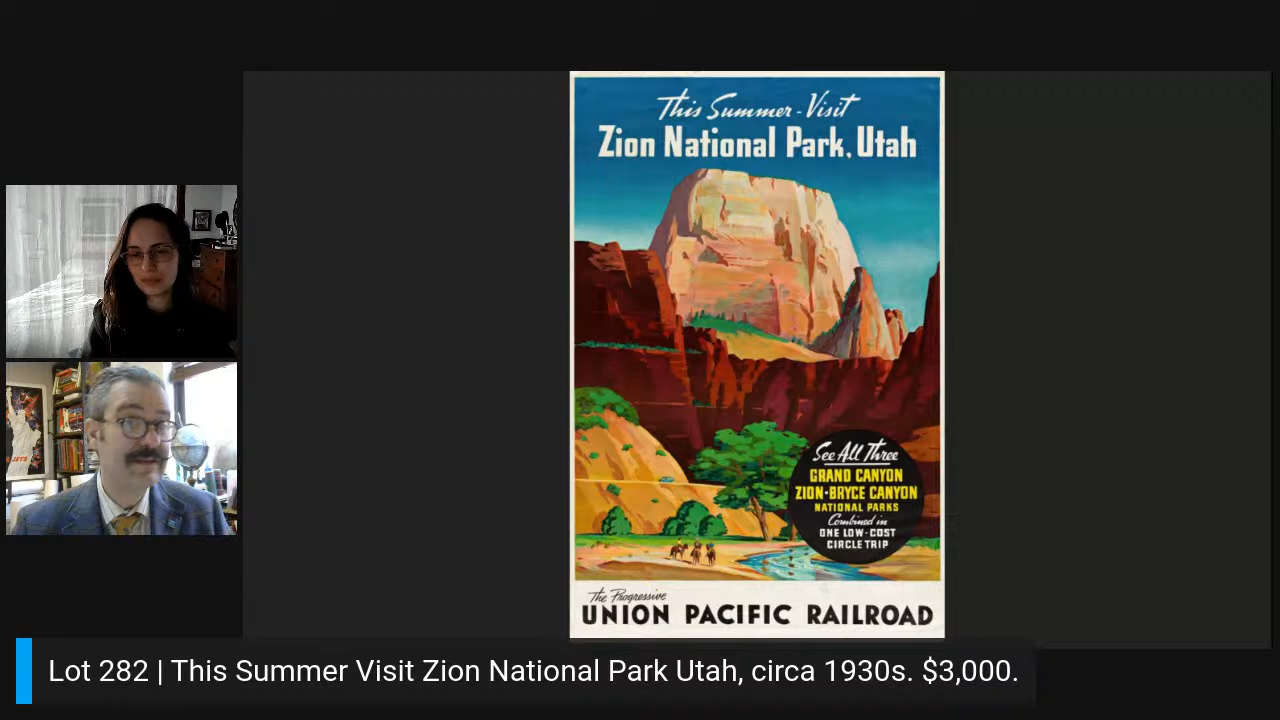 This Summer - Visit
Zion National Park, Utah
See All Three
GRAND CANYON
ZION • BRYCE CANYON
NATIONAL PARKS
Combined in
ONE LOW-COST
CIRCLE TRIP
The Progressive
UNION PACIFIC RAILROAD
Lot 282 | This Summer Visit Zion National Park Utah, circa 1930s. $3,000.